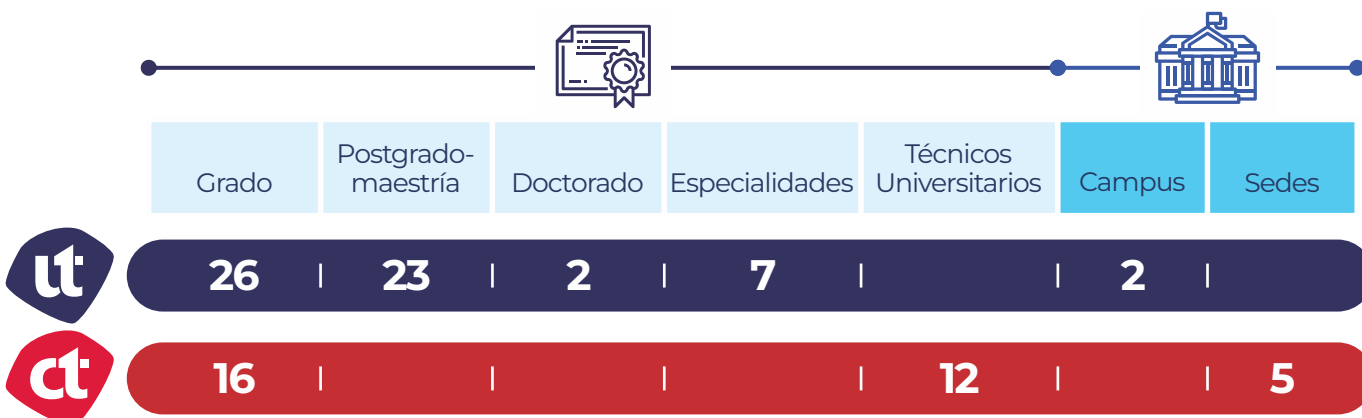 Grado
Postgrado-
maestría
Doctorado
Especialidades
Técnicos
Universitarios
Campus
Sedes
ut
26 23 2 7 2
ct
16 12 5